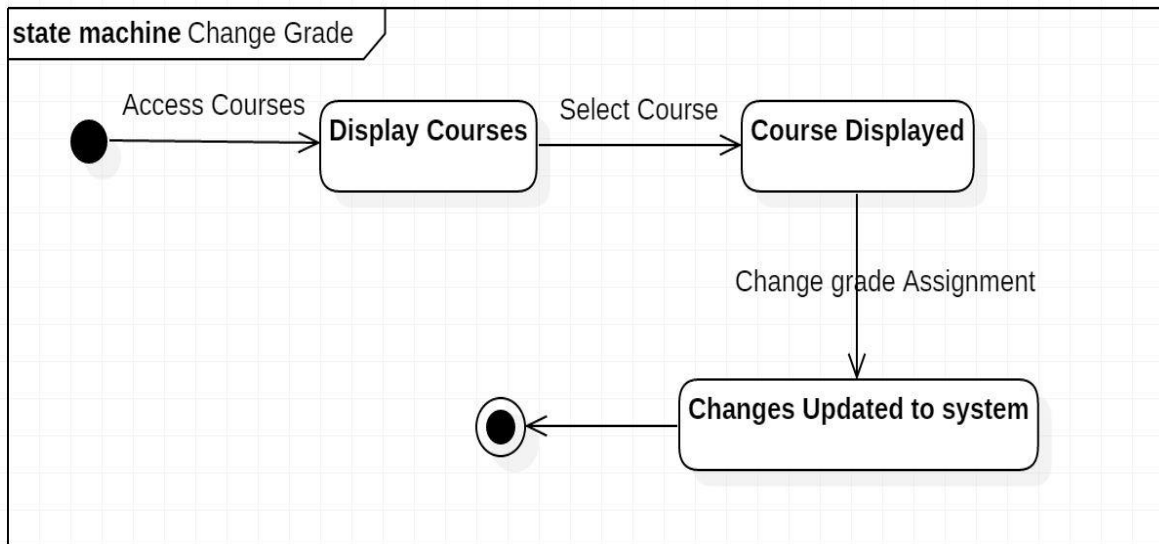 state machine Change Grade
Access Courses
Display Courses
Select Course
Course Displayed
Change grade Assignment
Changes Updated to system